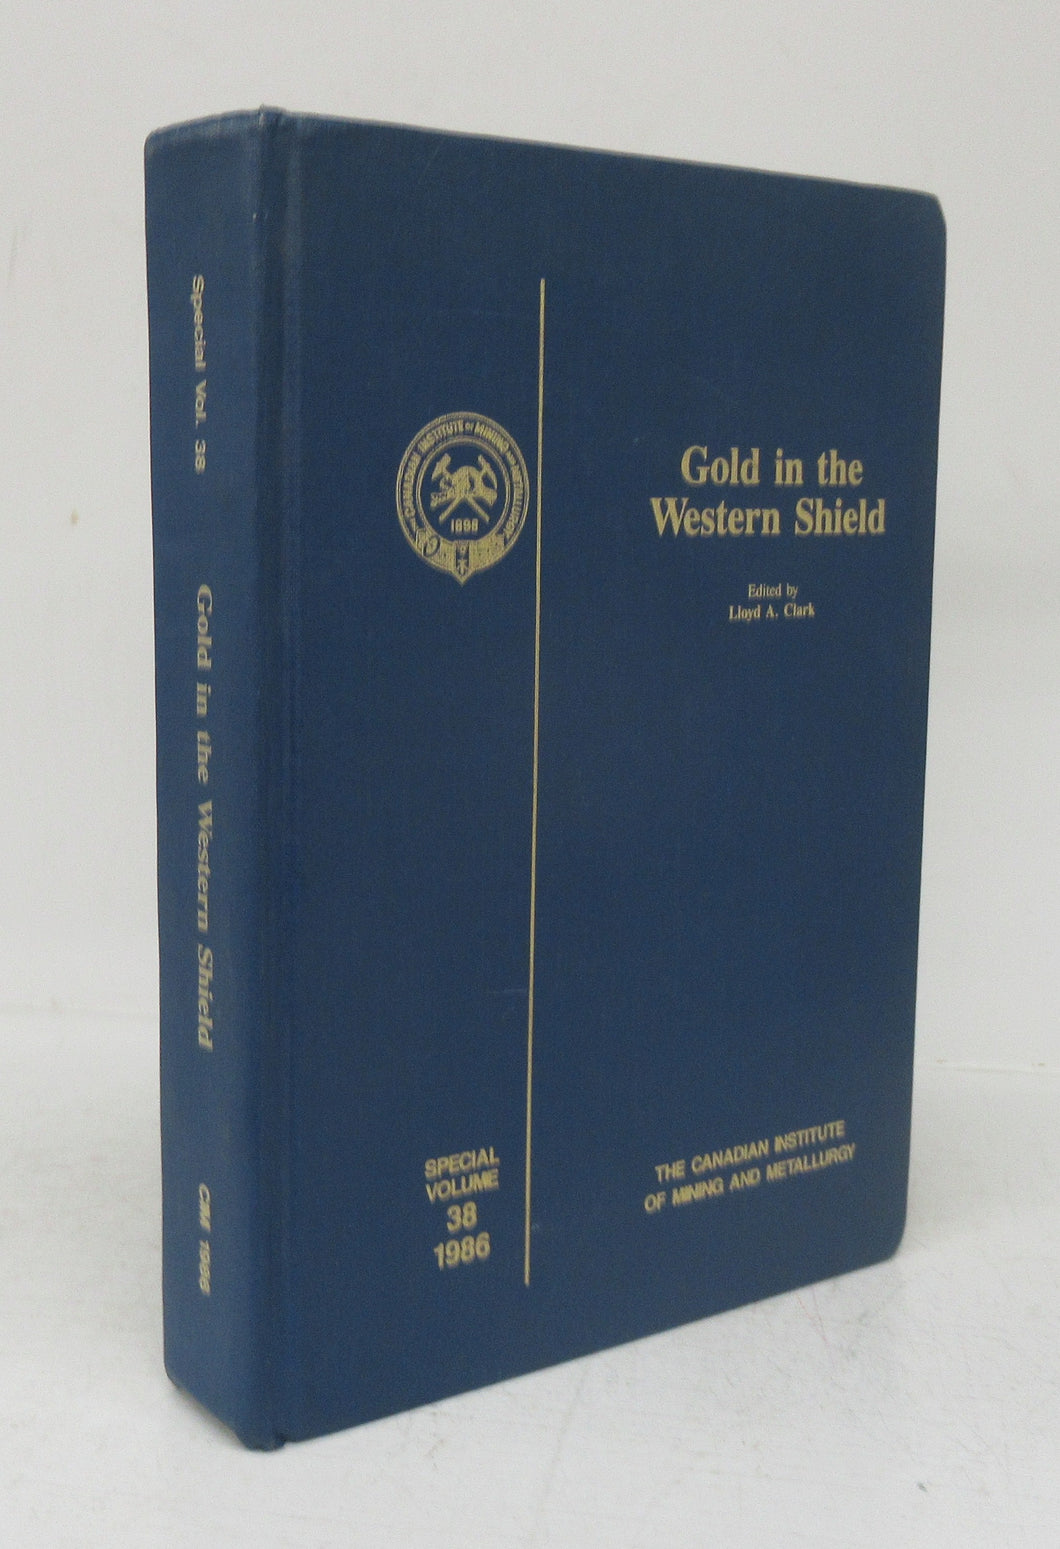 Special Vol. 38
Gold in the Western Shield
CIM 1986
THE CANADIAN INSTITUTE OF MINING AND METALLURGY
1898
Gold in the
Western Shield
Edited by
Lloyd A. Clark
SPECIAL
VOLUME
38
1986
THE CANADIAN INSTITUTE
OF MINING AND METALLURGY